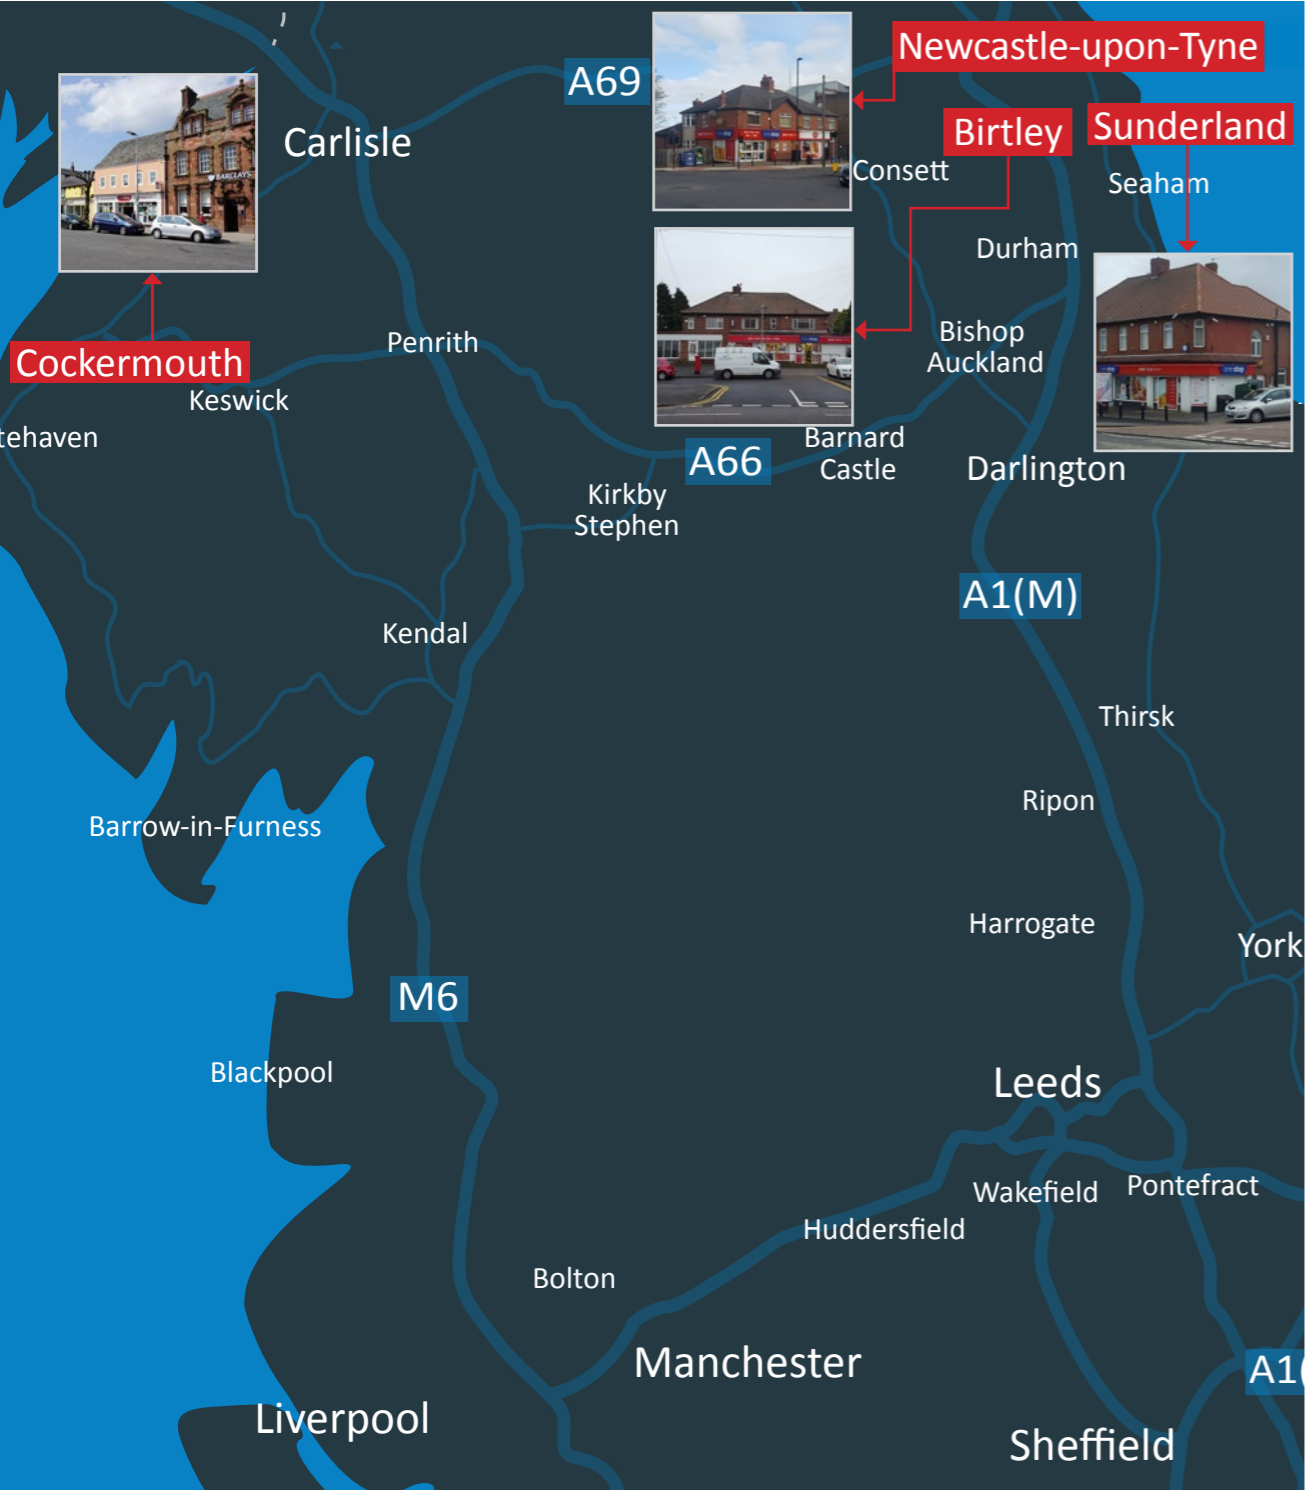 Newcastle-upon-Tyne
A69
Birtley
Sunderland
Carlisle
BARCLAYS
Consett
Seaham
Durham
Penrith
Bishop
Auckland
Cockermouth
Keswick
tehaven
Barnard
Castle
A66
Darlington
Kirkby
Stephen
A1(M)
Kendal
Thirsk
Ripon
Barrow-in-Furness
Harrogate
York
M6
Blackpool
Leeds
Wakefield
Pontefract
Huddersfield
Bolton
Manchester
A1(
Liverpool
Sheffield